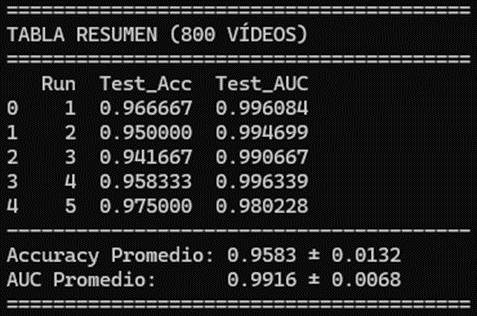 ========================================
TABLA RESUMEN (800 VÍDEOS)
========================================
   Run  Test_Acc  Test_AUC
0    1  0.966667  0.996084
1    2  0.950000  0.994699
2    3  0.941667  0.990667
3    4  0.958333  0.996339
4    5  0.975000  0.980228
----------------------------------------
Accuracy Promedio: 0.9583 ± 0.0132
AUC Promedio:      0.9916 ± 0.0068
========================================